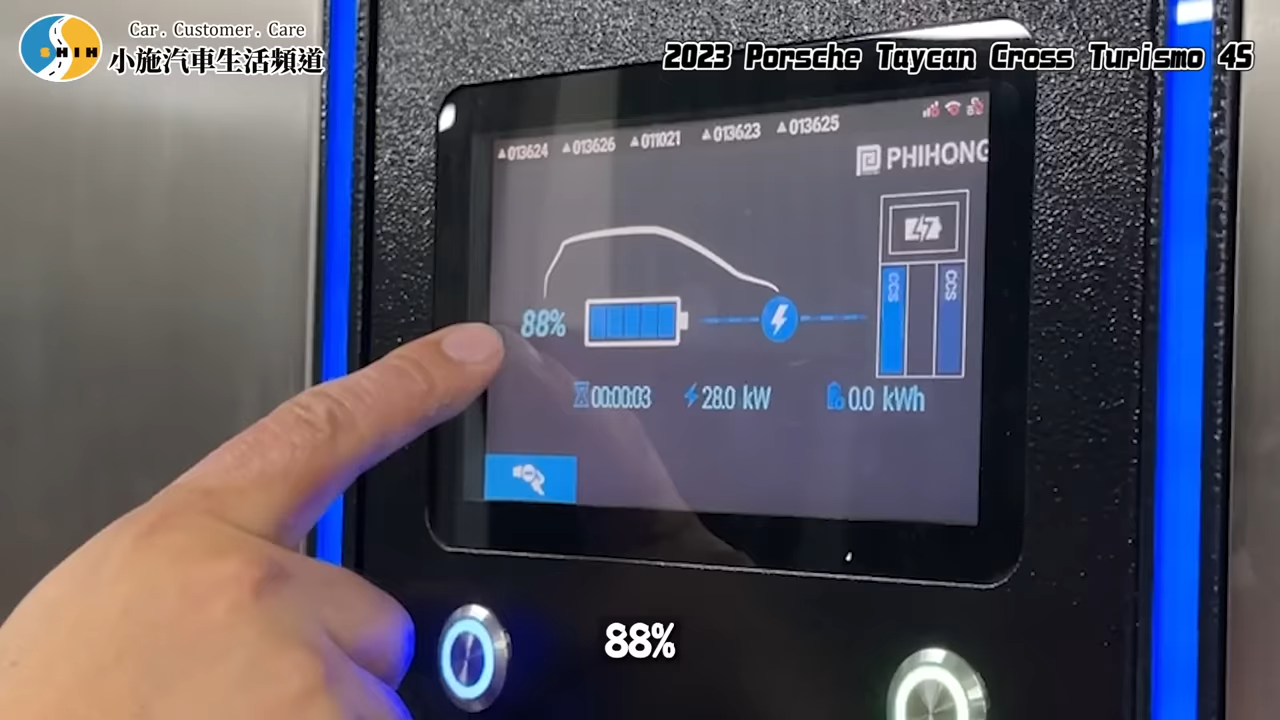 SHIH
Car. Customer. Care
小施汽車生活頻道
2023 Porsche Taycan Cross Turismo 4S
▲013624 ▲013626 ▲011021 ▲013623 ▲013625
PHIHONG
CCS CCS
88%
00:00:03 28.0 kW 0.0 kWh
88%